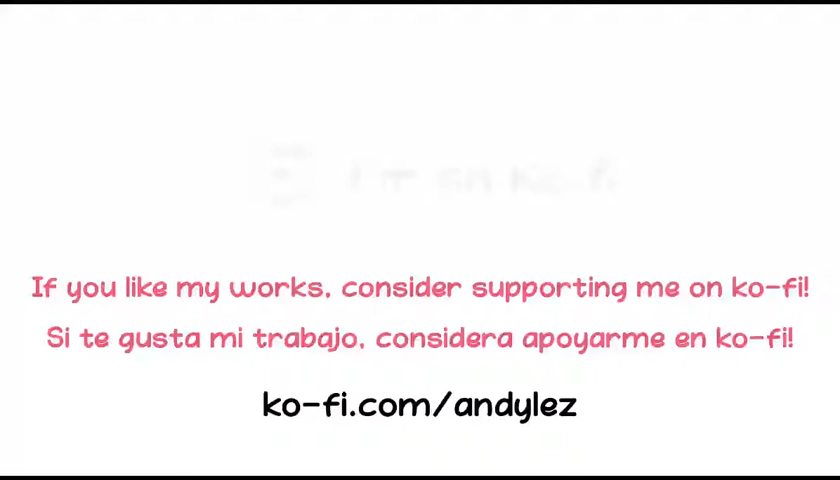 If you like my works, consider supporting me on ko-fi!
Si te gusta mi trabajo, considera apoyarme en ko-fi!
ko-fi.com/andylez